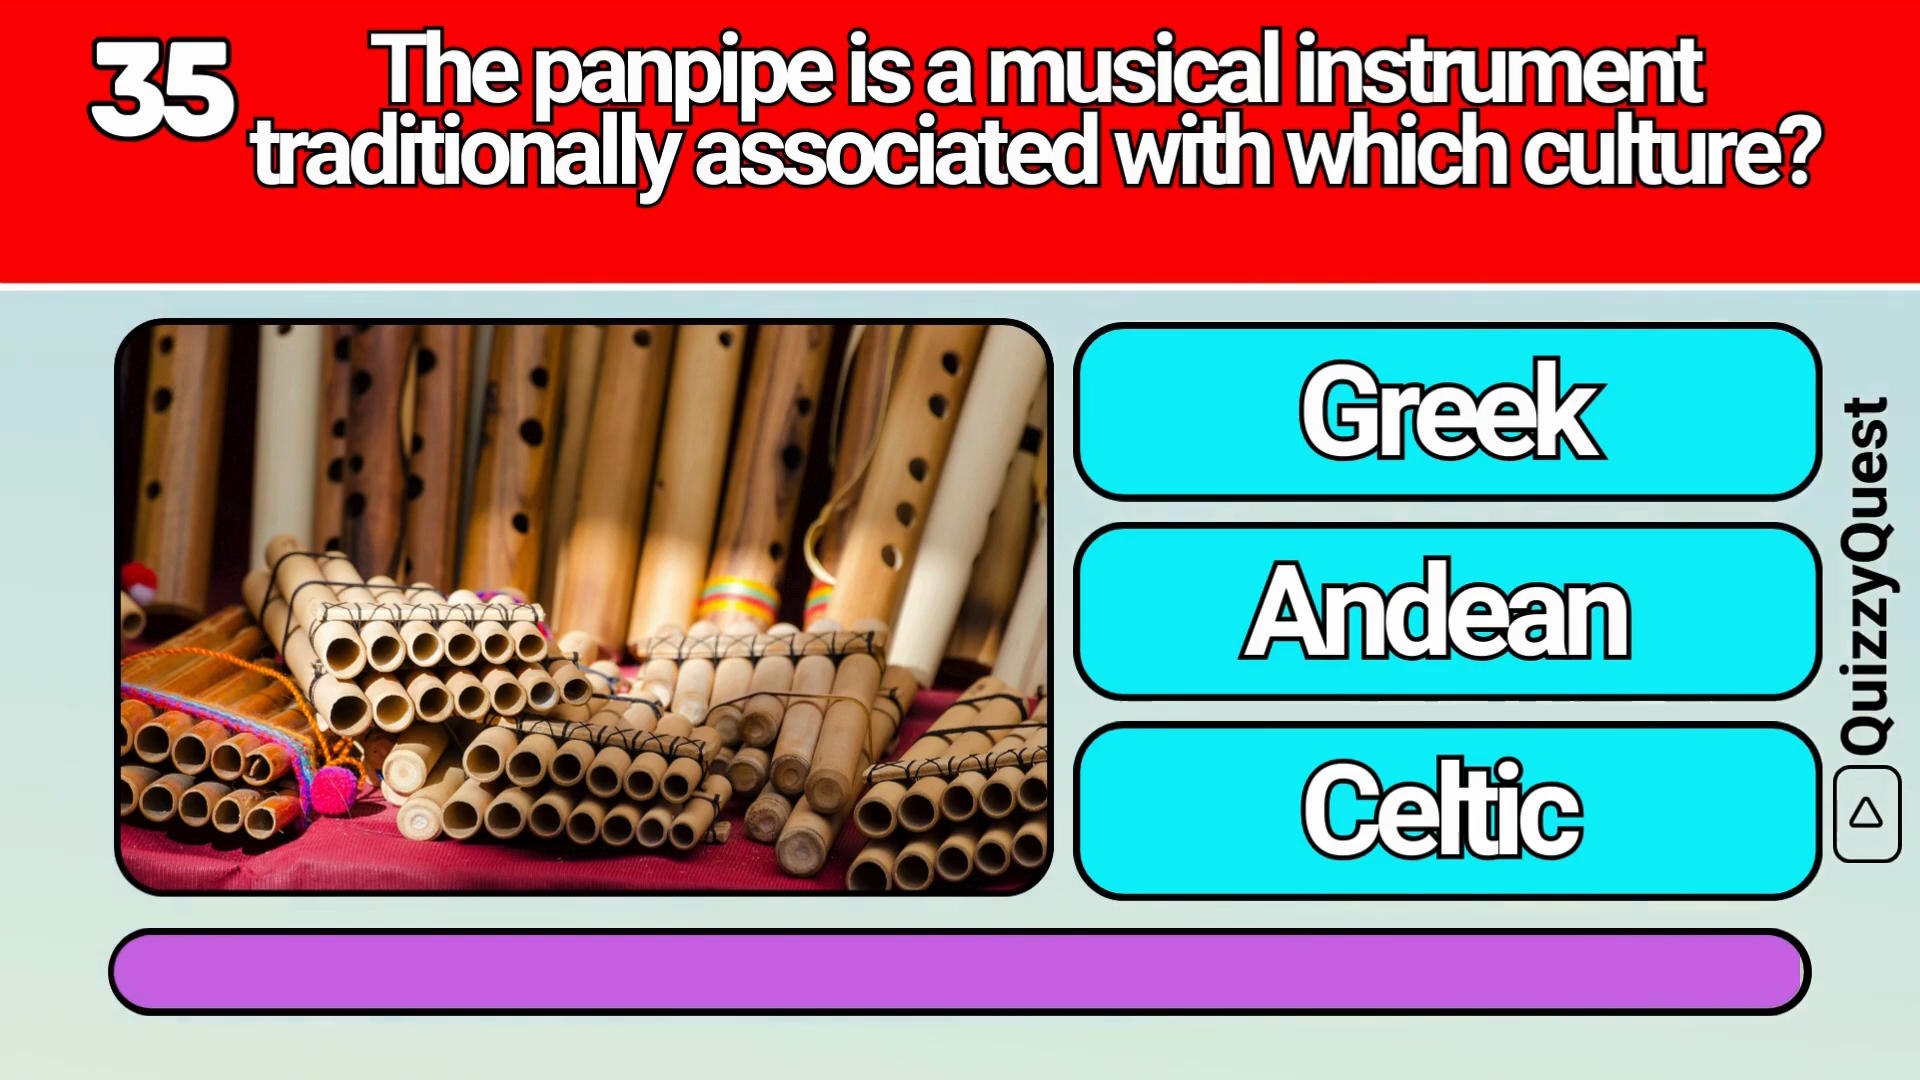 35
The panpipe is a musical instrument
traditionally associated with which culture?
Greek
Andean
Celtic
QuizzyQuest